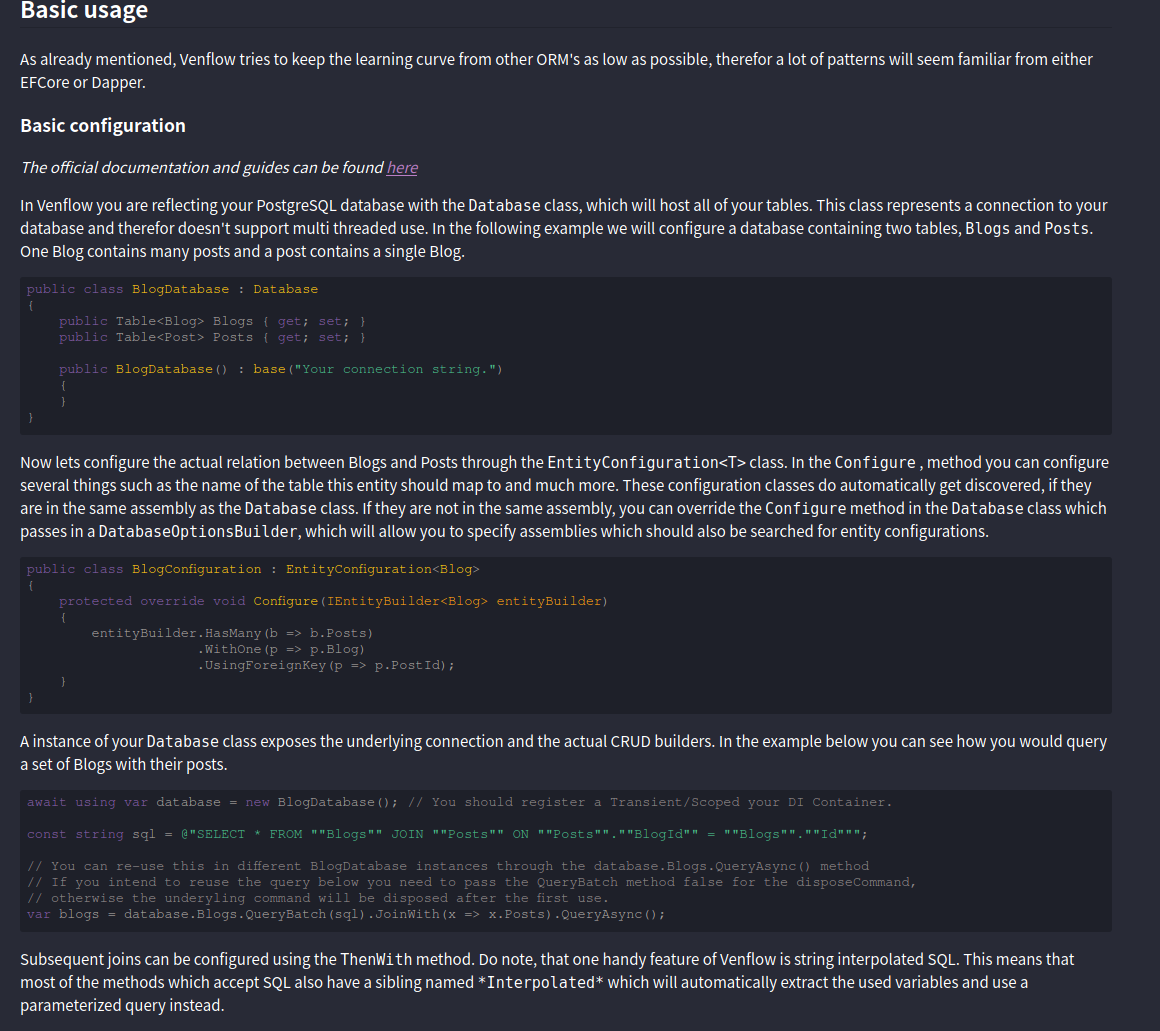 Basic usage
As already mentioned, Venflow tries to keep the learning curve from other ORM's as low as possible, therefor a lot of patterns will seem familiar from either
EFCore or Dapper.
Basic configuration
The official documentation and guides can be found here
In Venflow you are reflecting your PostgreSQL database with the Database class, which will host all of your tables. This class represents a connection to your
database and therefor doesn't support multi threaded use. In the following example we will configure a database containing two tables, Blogs and Posts.
One Blog contains many posts and a post contains a single Blog.
public class BlogDatabase : Database
{
    public Table<Blog> Blogs { get; set; }
    public Table<Post> Posts { get; set; }
    public BlogDatabase() : base("Your connection string.")
    {
    }
}
Now lets configure the actual relation between Blogs and Posts through the EntityConfiguration<T> class. In the Configure , method you can configure
several things such as the name of the table this entity should map to and much more. These configuration classes do automatically get discovered, if they
are in the same assembly as the Database class. If they are not in the same assembly, you can override the Configure method in the Database class which
passes in a DatabaseOptionsBuilder, which will allow you to specify assemblies which should also be searched for entity configurations.
public class BlogConfiguration : EntityConfiguration<Blog>
{
    protected override void Configure(IEntityBuilder<Blog> entityBuilder)
    {
        entityBuilder.HasMany(b => b.Posts)
                     .WithOne(p => p.Blog)
                     .UsingForeignKey(p => p.PostId);
    }
}
A instance of your Database class exposes the underlying connection and the actual CRUD builders. In the example below you can see how you would query
a set of Blogs with their posts.
await using var database = new BlogDatabase(); // You should register a Transient/Scoped your DI Container.
const string sql = @"SELECT * FROM ""Blogs"" JOIN ""Posts"" ON ""Posts"".""BlogId"" = ""Blogs"".""Id""";
// You can re-use this in different BlogDatabase instances through the database.Blogs.QueryAsync() method
// If you intend to reuse the query below you need to pass the QueryBatch method false for the disposeCommand,
// otherwise the underyling command will be disposed after the first use.
var blogs = database.Blogs.QueryBatch(sql).JoinWith(x => x.Posts).QueryAsync();
Subsequent joins can be configured using the ThenWith method. Do note, that one handy feature of Venflow is string interpolated SQL. This means that
most of the methods which accept SQL also have a sibling named *Interpolated* which will automatically extract the used variables and use a
parameterized query instead.